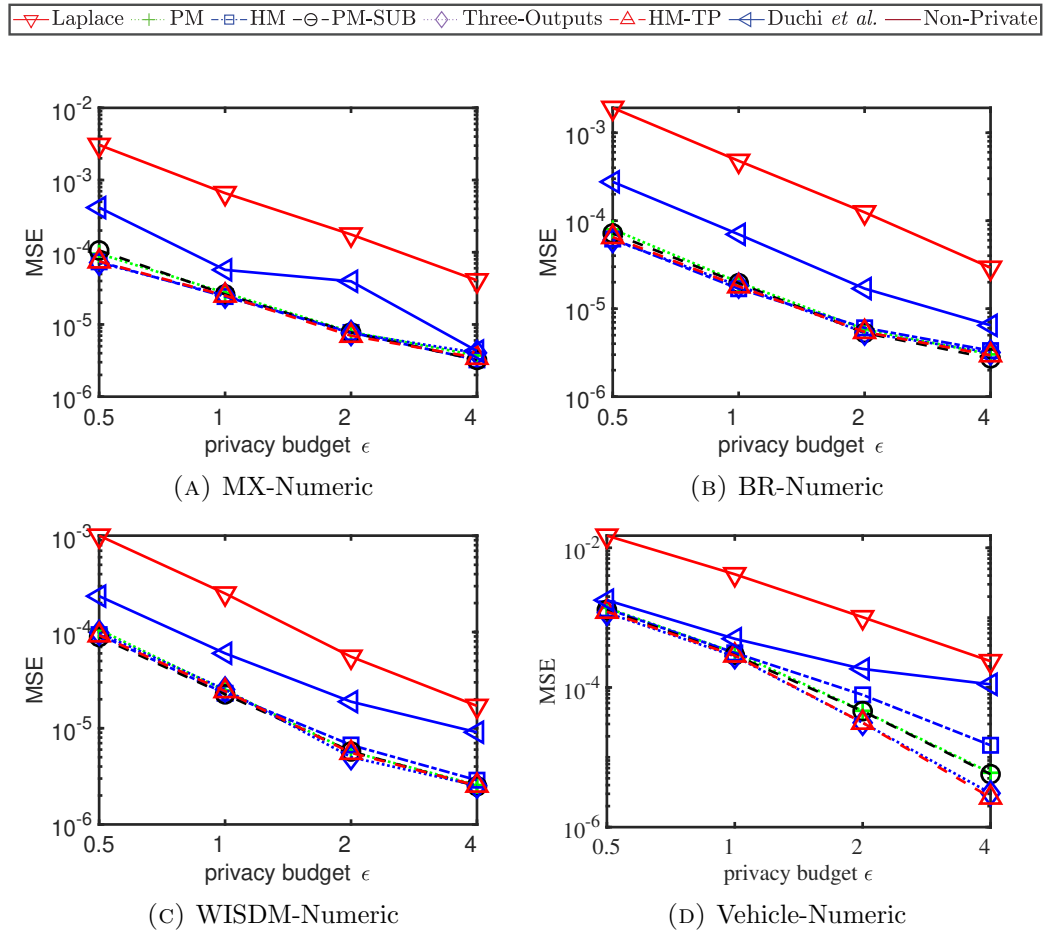 Laplace PM HM PM-SUB Three-Outputs HM-TP Duchi et al. Non-Private
10^-2
10^-3
10^-4
10^-5
10^-6
MSE
0.5 1 2 4
privacy budget ϵ
(A) MX-Numeric
10^-3
10^-4
10^-5
10^-6
MSE
0.5 1 2 4
privacy budget ϵ
(B) BR-Numeric
10^-3
10^-4
10^-5
10^-6
MSE
0.5 1 2 4
privacy budget ϵ
(C) WISDM-Numeric
10^-2
10^-4
10^-6
MSE
0.5 1 2 4
privacy budget ϵ
(D) Vehicle-Numeric